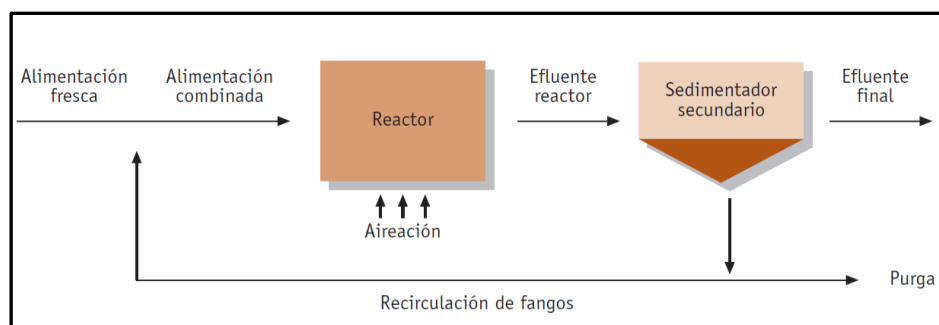 Alimentación
fresca
Alimentación
combinada
Reactor
Efluente
reactor
Sedimentador
secundario
Efluente
final
Aireación
Purga
Recirculación de fangos